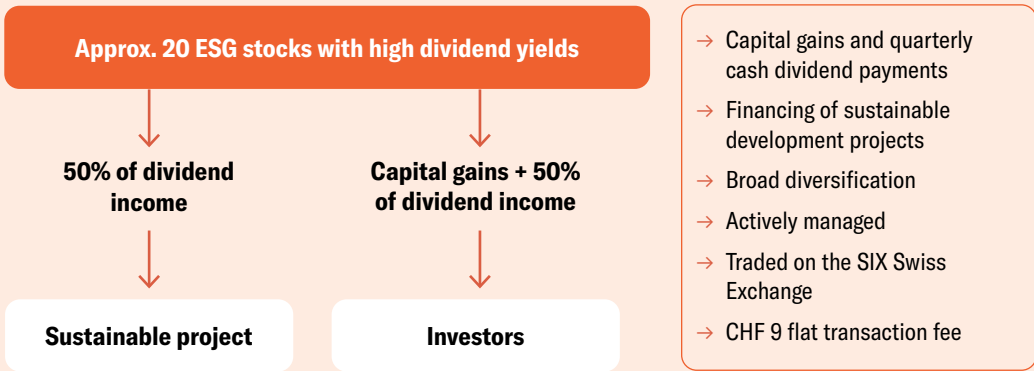 Approx. 20 ESG stocks with high dividend yields
50% of dividend
income
Capital gains + 50%
of dividend income
Sustainable project
Investors
→ Capital gains and quarterly
cash dividend payments
→ Financing of sustainable
development projects
→ Broad diversification
→ Actively managed
→ Traded on the SIX Swiss
Exchange
→ CHF 9 flat transaction fee